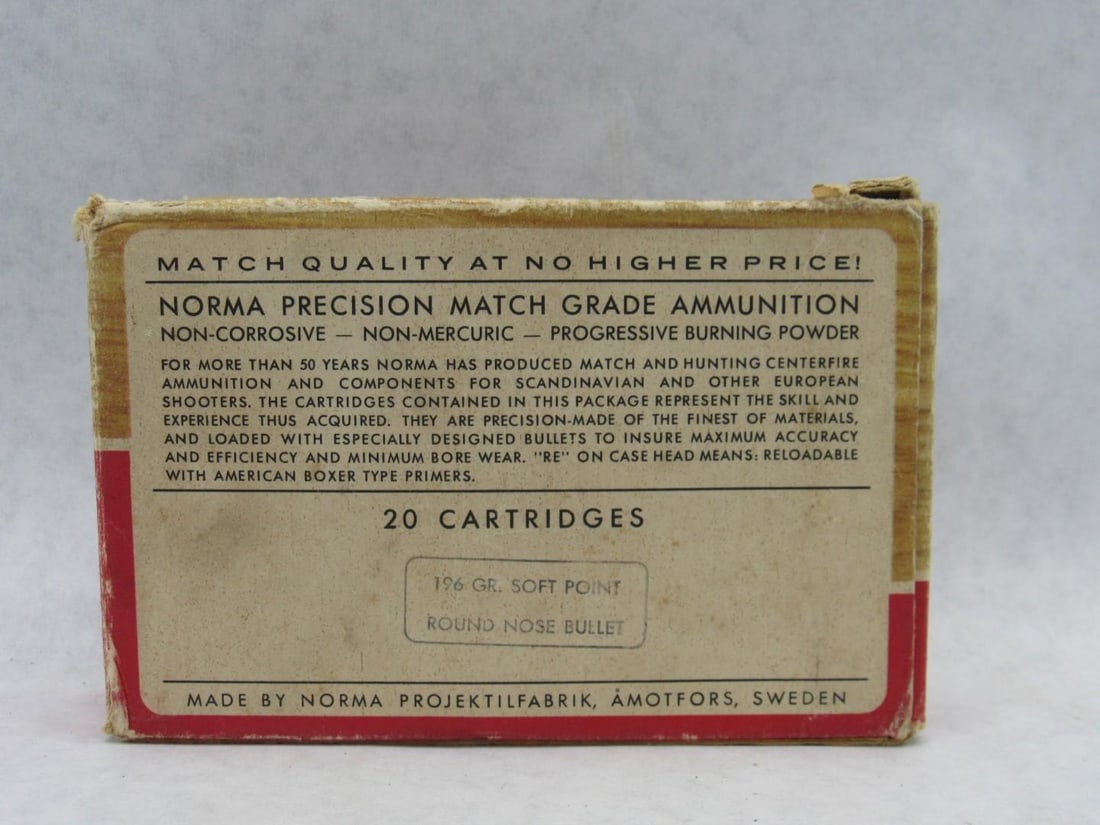 MATCH QUALITY AT NO HIGHER PRICE!
NORMA PRECISION MATCH GRADE AMMUNITION
NON-CORROSIVE — NON-MERCURIC — PROGRESSIVE BURNING POWDER
FOR MORE THAN 50 YEARS NORMA HAS PRODUCED MATCH AND HUNTING CENTERFIRE
AMMUNITION AND COMPONENTS FOR SCANDINAVIAN AND OTHER EUROPEAN
SHOOTERS. THE CARTRIDGES CONTAINED IN THIS PACKAGE REPRESENT THE SKILL AND
EXPERIENCE THUS ACQUIRED. THEY ARE PRECISION-MADE OF THE FINEST OF MATERIALS,
AND LOADED WITH ESPECIALLY DESIGNED BULLETS TO INSURE MAXIMUM ACCURACY
AND EFFICIENCY AND MINIMUM BORE WEAR. "RE" ON CASE HEAD MEANS: RELOADABLE
WITH AMERICAN BOXER TYPE PRIMERS.
20 CARTRIDGES
196 GR. SOFT POINT
ROUND NOSE BULLET
MADE BY NORMA PROJEKTILFABRIK, ÅMOTFORS, SWEDEN